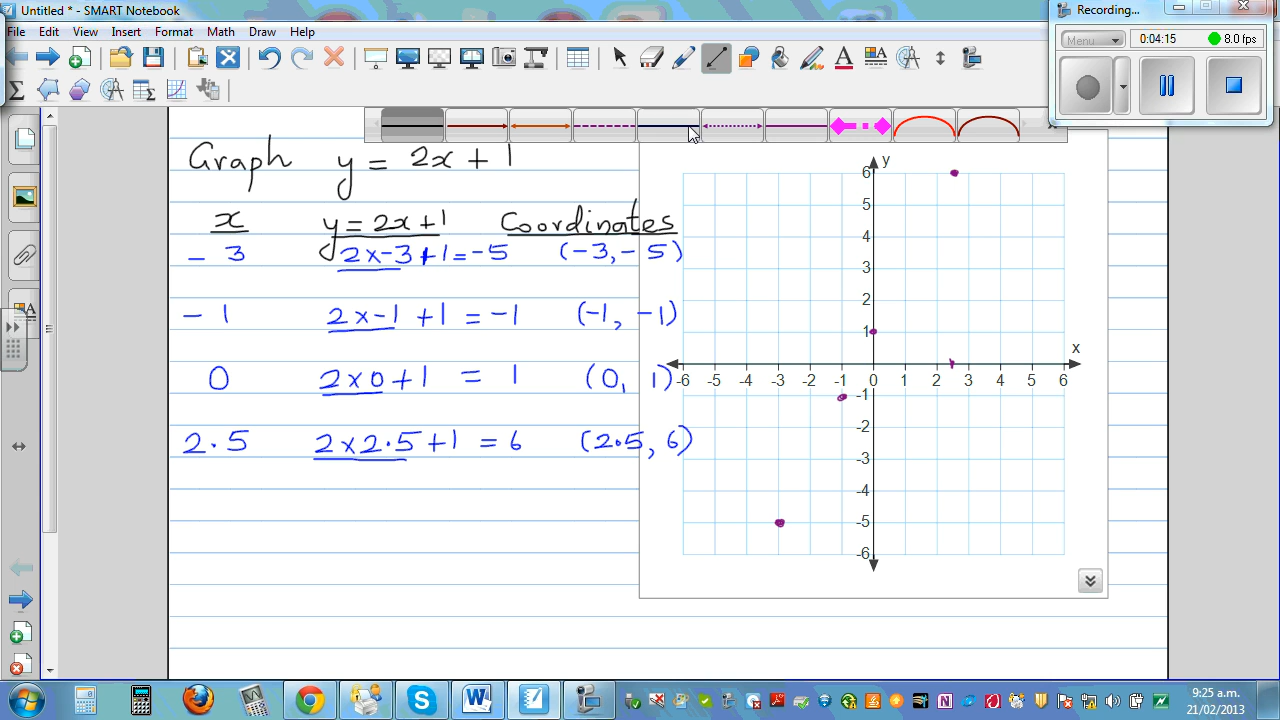 Untitled * - SMART Notebook
Recording...
File Edit View Insert Format Math Draw Help
Menu 0:04:15 8.0 fps
Graph y = 2x + 1
x y = 2x+1 Coordinates
- 3 2x-3+1=-5 (-3,-5)
- 1 2x-1 +1 = -1 (-1, -1)
0 2x0+1 = 1 (0, 1)
2.5 2x2.5+1 = 6 (2.5, 6)
y
6
5
4
3
2
1
x
-6 -5 -4 -3 -2 -1 0 1 2 3 4 5 6
-1
-2
-3
-4
-5
-6
9:25 a.m.
21/02/2013